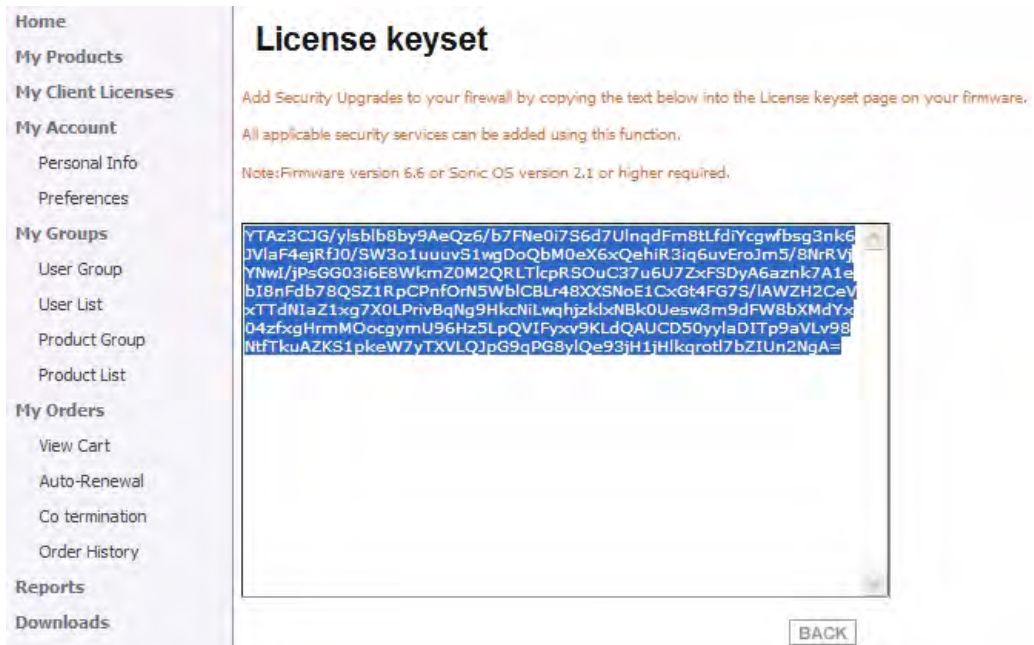 Home
My Products
My Client Licenses
My Account
Personal Info
Preferences
My Groups
User Group
User List
Product Group
Product List
My Orders
View Cart
Auto-Renewal
Co termination
Order History
Reports
Downloads
License keyset
Add Security Upgrades to your firewall by copying the text below into the License keyset page on your firmware.
All applicable security services can be added using this function.
Note:Firmware version 6.6 or Sonic OS version 2.1 or higher required.
YTAz3CJG/ylsblb8by9AeQz6/b7FNe0i7S6d7UlnqdFm8tLfdiYcgwfbsg3nk6
JVlaF4ejRfJ0/SW3o1uuuvS1wgDoQbM0eX6xQehiR3iq6uvEroJm5/8NrRVj
YNwI/jPsGG03i6E8WkmZ0M2QRLTlcpRSOuC37u6U7ZxFSDyA6aznk7A1e
bI8nFdb78QSZ1RpCPnfOrN5WblCBLr48XXSNoE1CxGt4FG7S/lAWZH2CeV
xTTdNIaZ1xg7X0LPrivBqNg9HkcNiLwqhjzklxNBk0Uesw3m9dFW8bXMdYx
04zfxgHrmMOocgymU96Hz5LpQVIFyxv9KLdQAUCD50yylaDITp9aVLv98
NtfTkuAZKS1pkeW7yTXVLQJpG9qPG8ylQe93jH1jHlkqrotl7bZIUn2NgA=
BACK